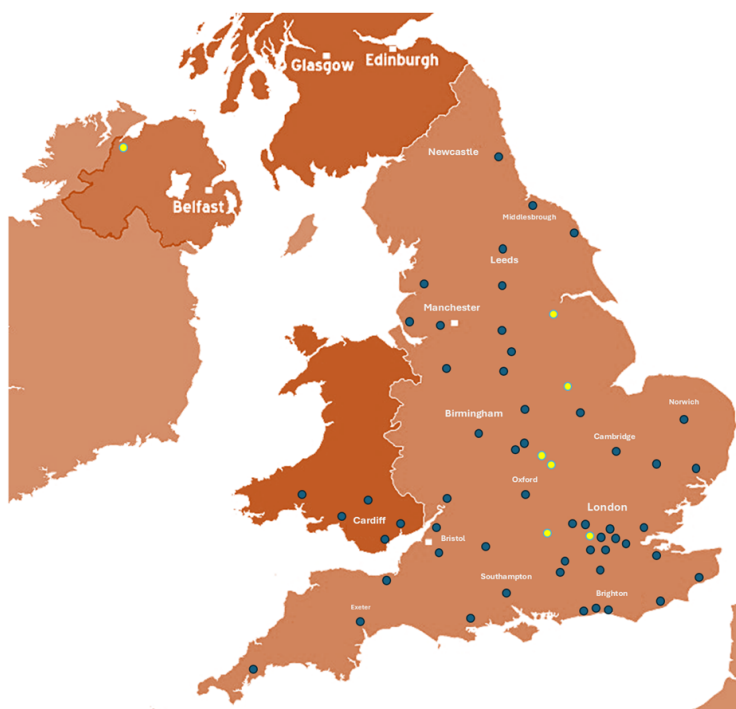 Glasgow
Edinburgh
Newcastle
Belfast
Middlesbrough
Leeds
Manchester
Norwich
Birmingham
Cambridge
Oxford
London
Cardiff
Bristol
Southampton
Brighton
Exeter